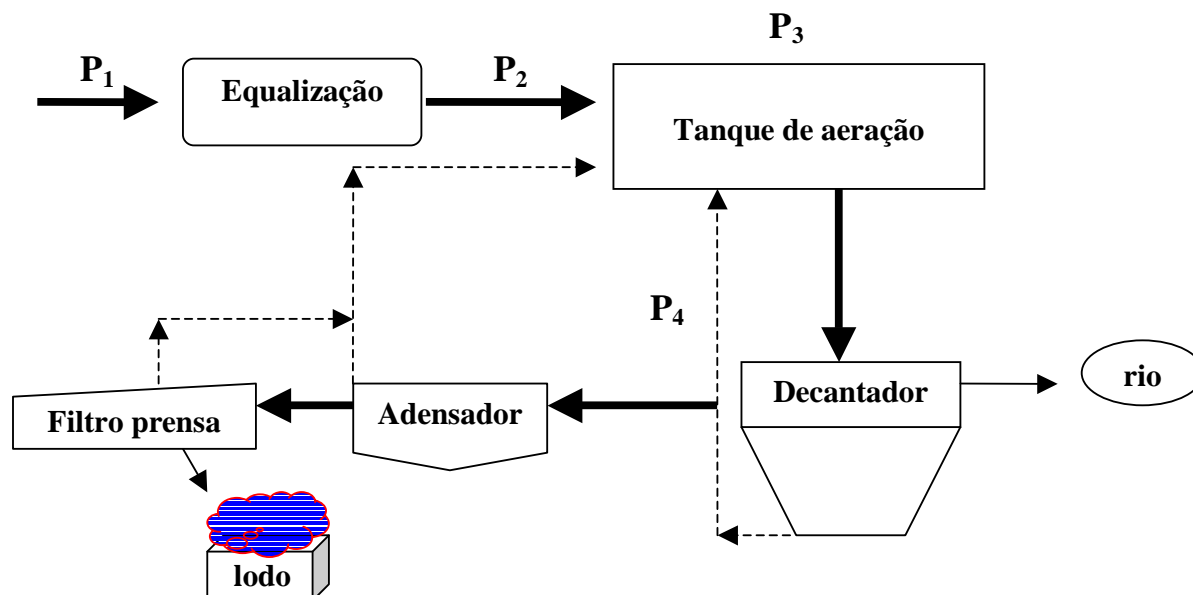 P₃
P₁
Equalização
P₂
Tanque de aeração
P₄
Decantador
rio
Filtro prensa
Adensador
lodo